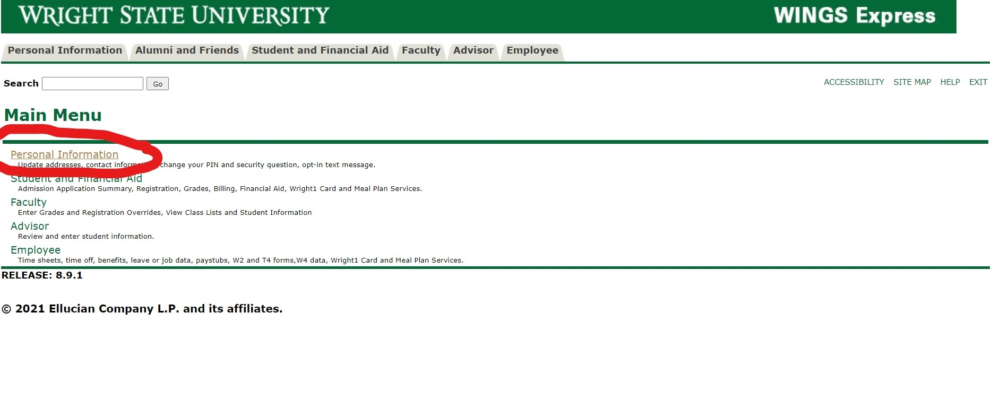 WRIGHT STATE UNIVERSITY
WINGS Express
Personal Information Alumni and Friends Student and Financial Aid Faculty Advisor Employee
Search Go
ACCESSIBILITY SITE MAP HELP EXIT
Main Menu
Personal Information
Update addresses, contact change your PIN and security question, opt-in text message.
Student and Financial Aid
Admission Application Summary, Registration, Grades, Billing, Financial Aid, Wright1 Card and Meal Plan Services.
Faculty
Enter Grades and Registration Overrides, View Class Lists and Student Information
Advisor
Review and enter student information.
Employee
Time sheets, time off, benefits, leave or job data, paystubs, W2 and T4 forms,W4 data, Wright1 Card and Meal Plan Services.
RELEASE: 8.9.1
© 2021 Ellucian Company L.P. and its affiliates.